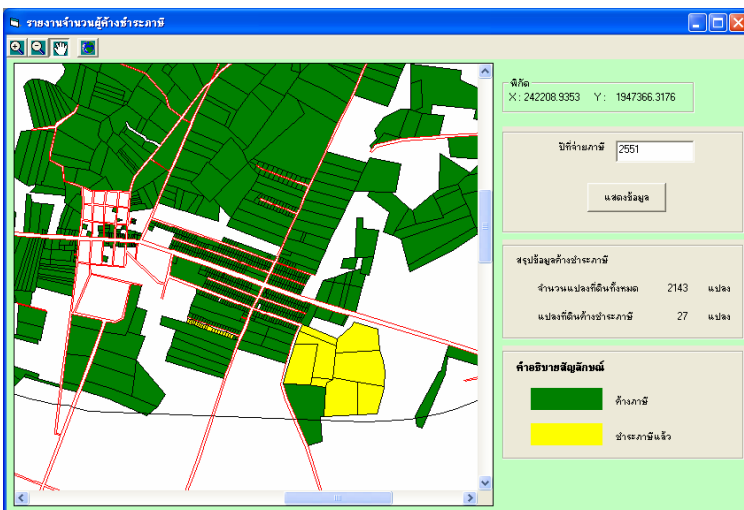 รายงานจำนวนผู้ค้างชำระภาษี
พิกัด
X: 242208.9353 Y: 1947366.3176
ปีที่จ่ายภาษี 2551
แสดงข้อมูล
สรุปข้อมูลค้างชำระภาษี
จำนวนแปลงที่ดินทั้งหมด 2143 แปลง
แปลงที่ดินค้างชำระภาษี 27 แปลง
คำอธิบายสัญลักษณ์
ค้างภาษี
ชำระภาษีแล้ว